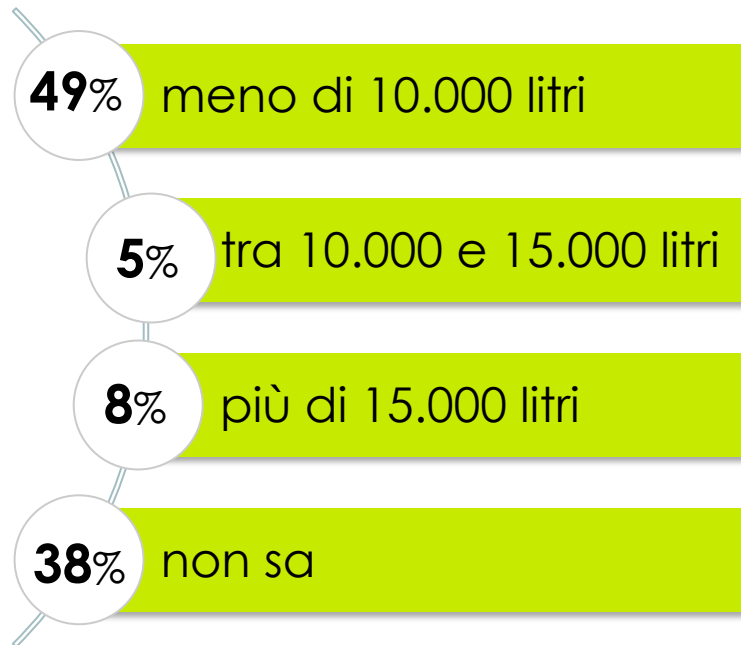 49% meno di 10.000 litri
5% tra 10.000 e 15.000 litri
8% più di 15.000 litri
38% non sa